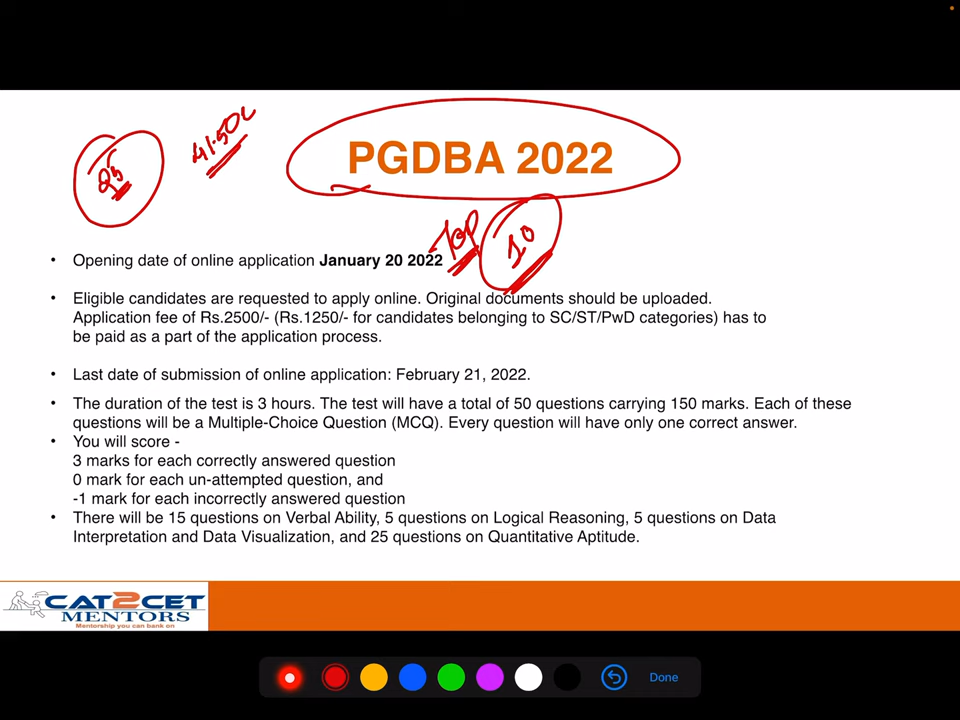 41.50L
25
PGDBA 2022
Top
10
• Opening date of online application January 20 2022
• Eligible candidates are requested to apply online. Original documents should be uploaded.
Application fee of Rs.2500/- (Rs.1250/- for candidates belonging to SC/ST/PwD categories) has to
be paid as a part of the application process.
• Last date of submission of online application: February 21, 2022.
• The duration of the test is 3 hours. The test will have a total of 50 questions carrying 150 marks. Each of these
questions will be a Multiple-Choice Question (MCQ). Every question will have only one correct answer.
• You will score -
3 marks for each correctly answered question
0 mark for each un-attempted question, and
-1 mark for each incorrectly answered question
• There will be 15 questions on Verbal Ability, 5 questions on Logical Reasoning, 5 questions on Data
Interpretation and Data Visualization, and 25 questions on Quantitative Aptitude.
CAT2CET
MENTORS
Mentorship you can bank on
Done